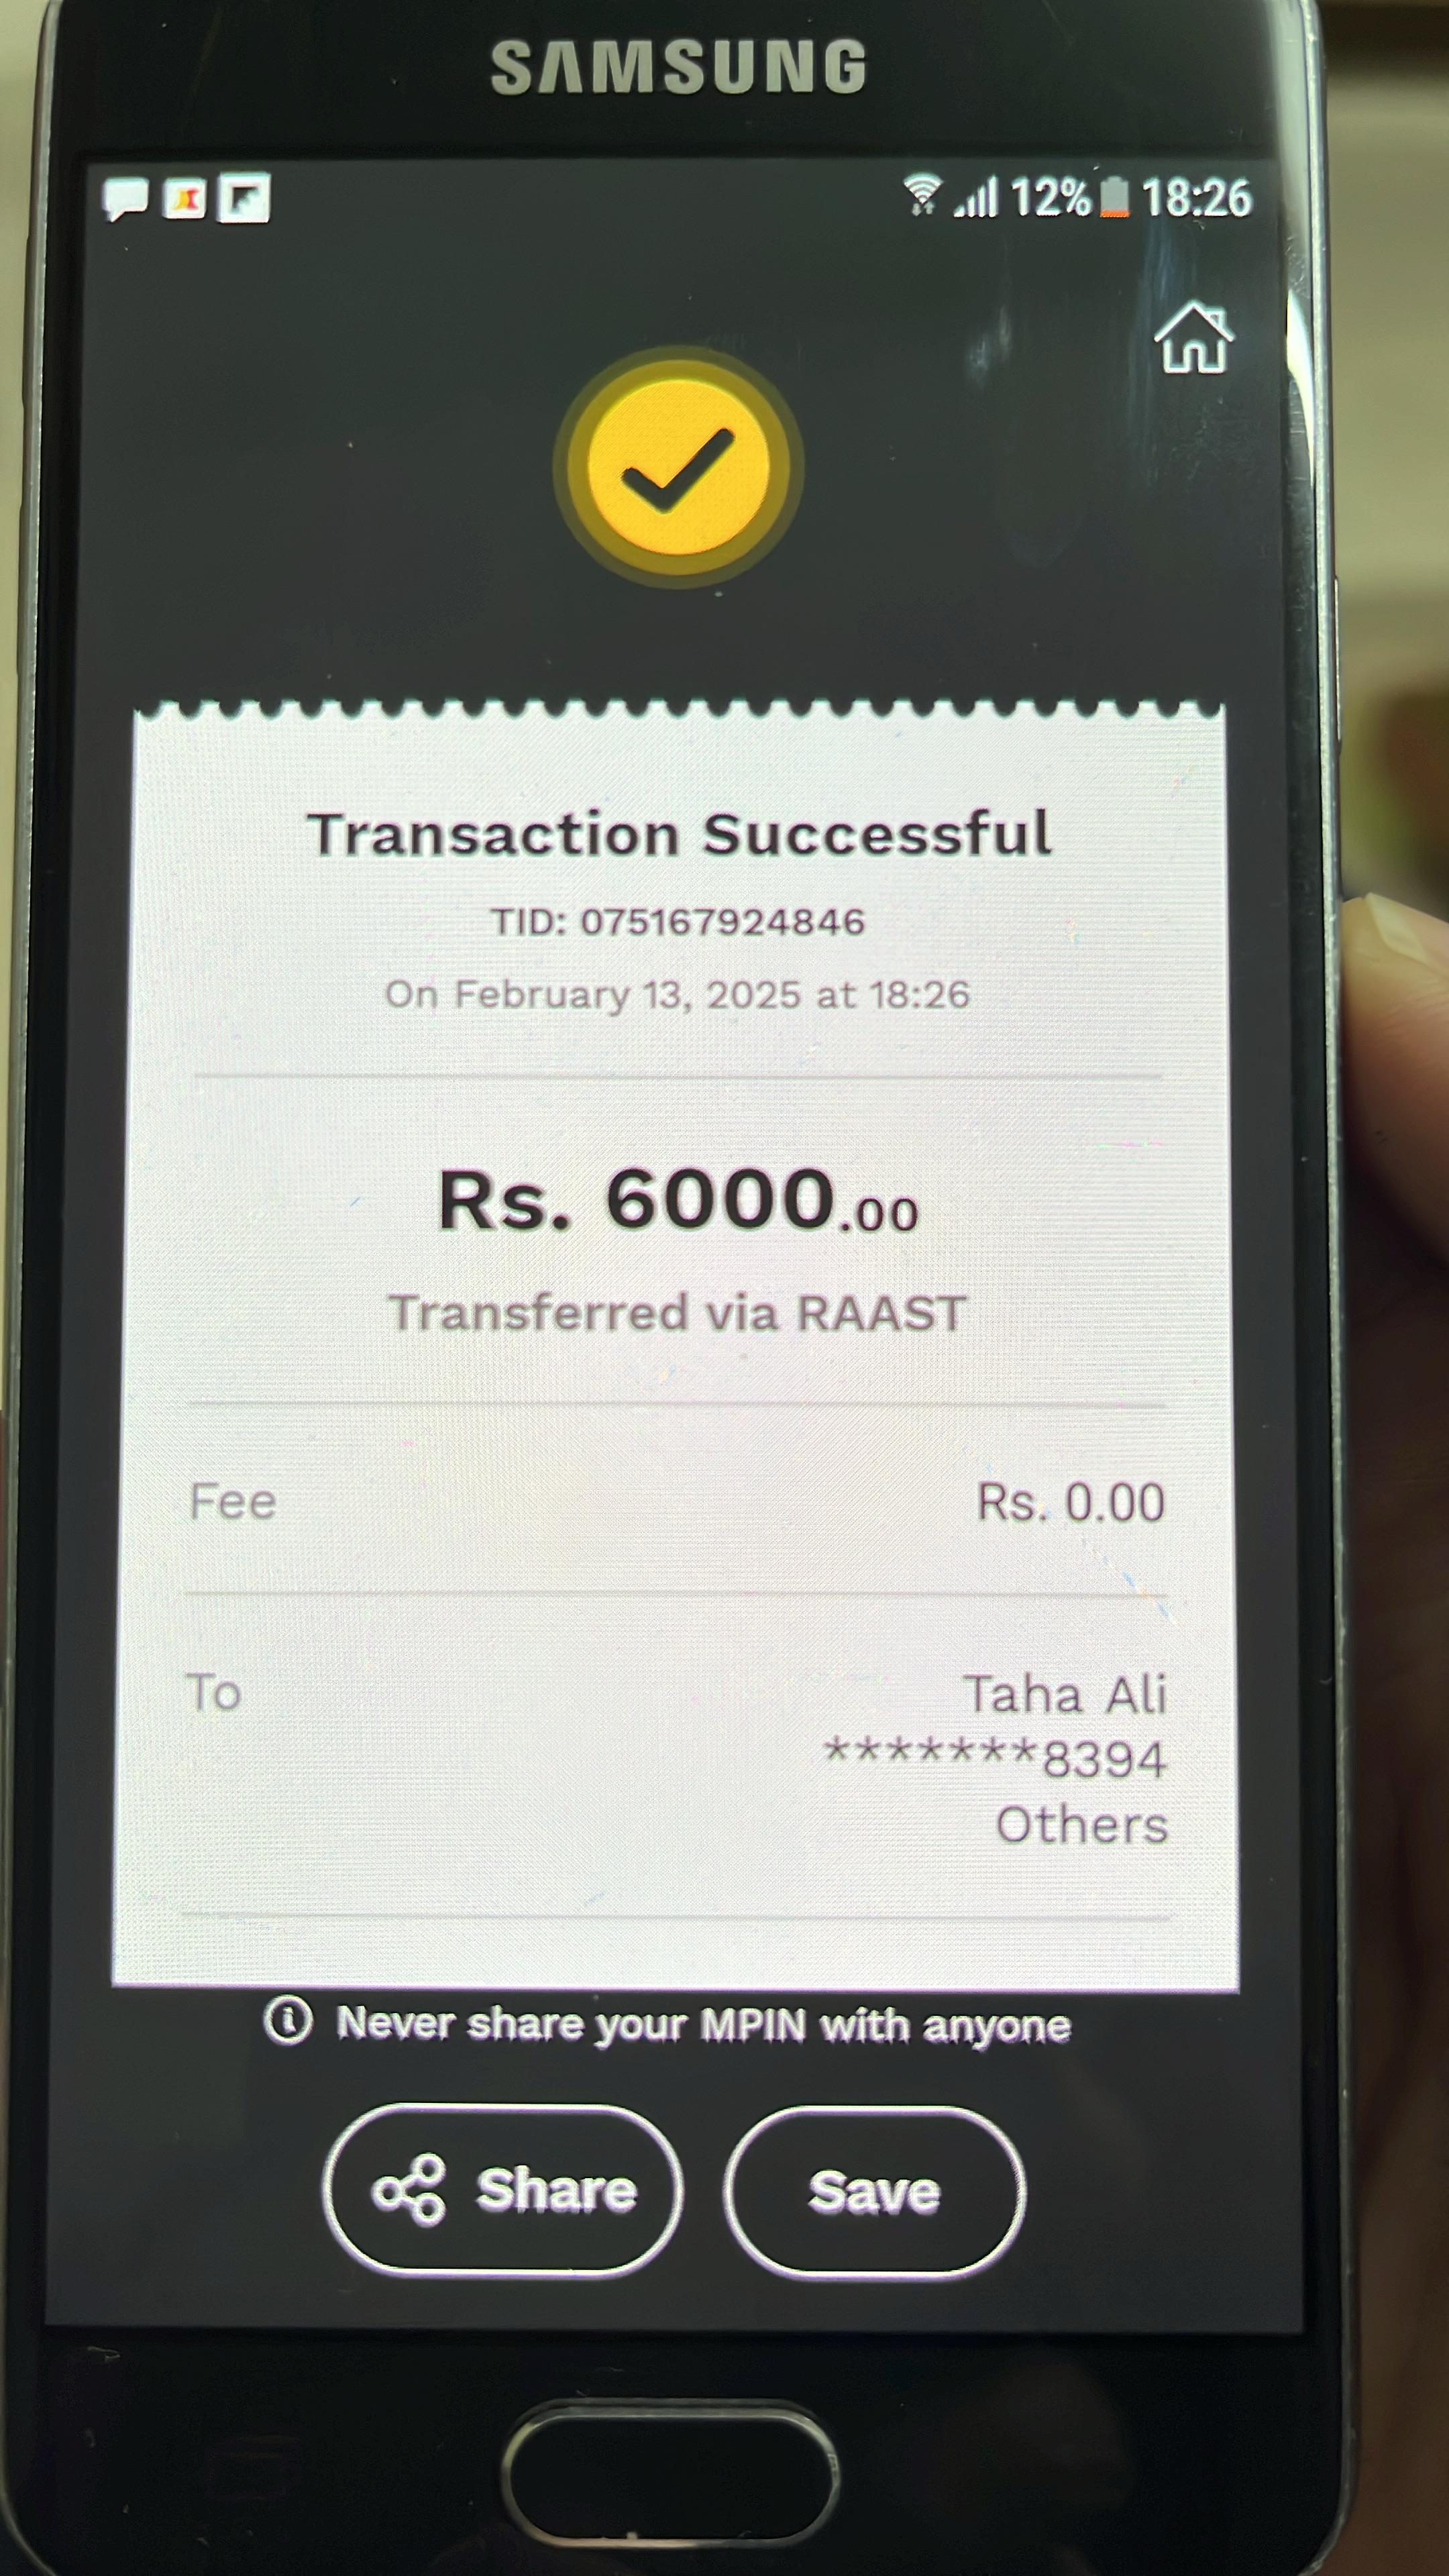 SAMSUNG
12% 18:26
Transaction Successful
TID: 075167924846
On February 13, 2025 at 18:26
Rs. 6000.00
Transferred via RAAST
Fee Rs. 0.00
To Taha Ali
*******8394
Others
Never share your MPIN with anyone
Share Save